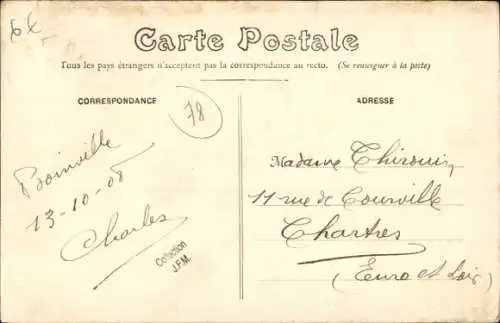 6€
Carte Postale
Tous les pays étrangers n'acceptent pas la correspondance au recto. (Se renseigner à la poste)
CORRESPONDANCE
78
Boinville
13-10-08
Charles
Collection
J.F.M.
ADRESSE
Madame Thirouin
11 rue de Courville
Chartres
(Eure et Loir)